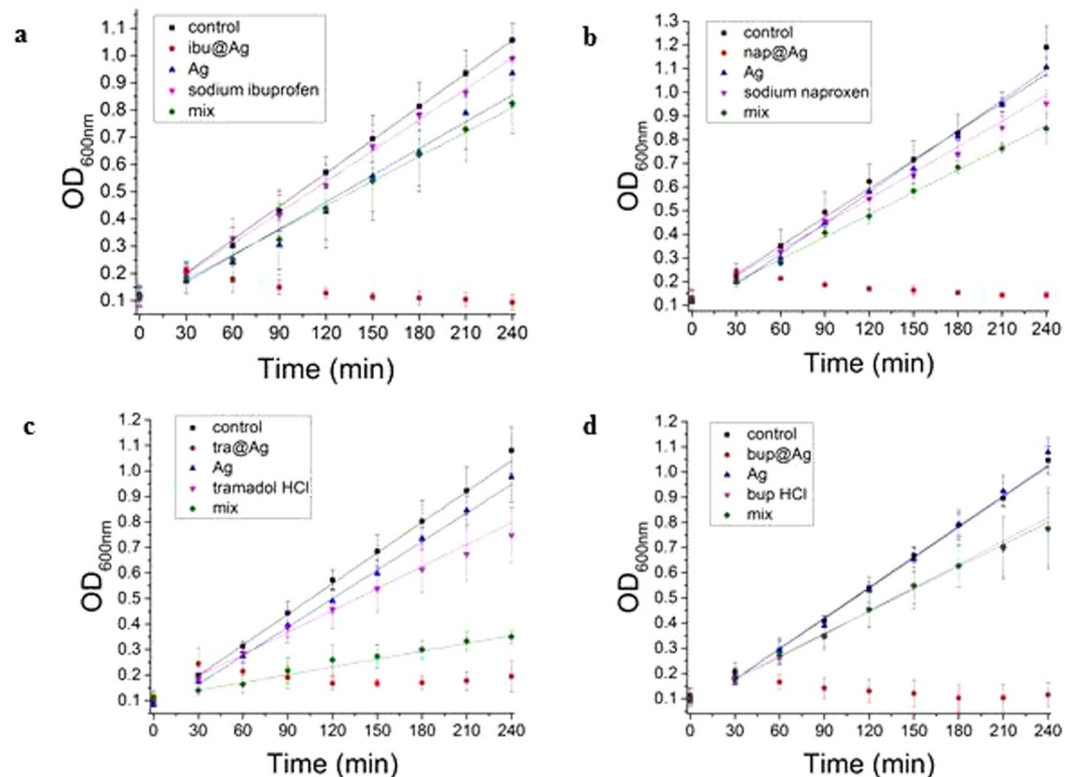 a
control
ibu@Ag
Ag
sodium ibuprofen
mix
OD600nm
1.1
1.0
0.9
0.8
0.7
0.6
0.5
0.4
0.3
0.2
0.1
0 30 60 90 120 150 180 210 240
Time (min)
b
control
nap@Ag
Ag
sodium naproxen
mix
OD600nm
1.3
1.2
1.1
1.0
0.9
0.8
0.7
0.6
0.5
0.4
0.3
0.2
0.1
0 30 60 90 120 150 180 210 240
Time (min)
c
control
tra@Ag
Ag
tramadol HCl
mix
OD600nm
1.2
1.1
1.0
0.9
0.8
0.7
0.6
0.5
0.4
0.3
0.2
0.1
0 30 60 90 120 150 180 210 240
Time (min)
d
control
bup@Ag
Ag
bup HCl
mix
OD600nm
1.2
1.1
1.0
0.9
0.8
0.7
0.6
0.5
0.4
0.3
0.2
0.1
0 30 60 90 120 150 180 210 240
Time (min)